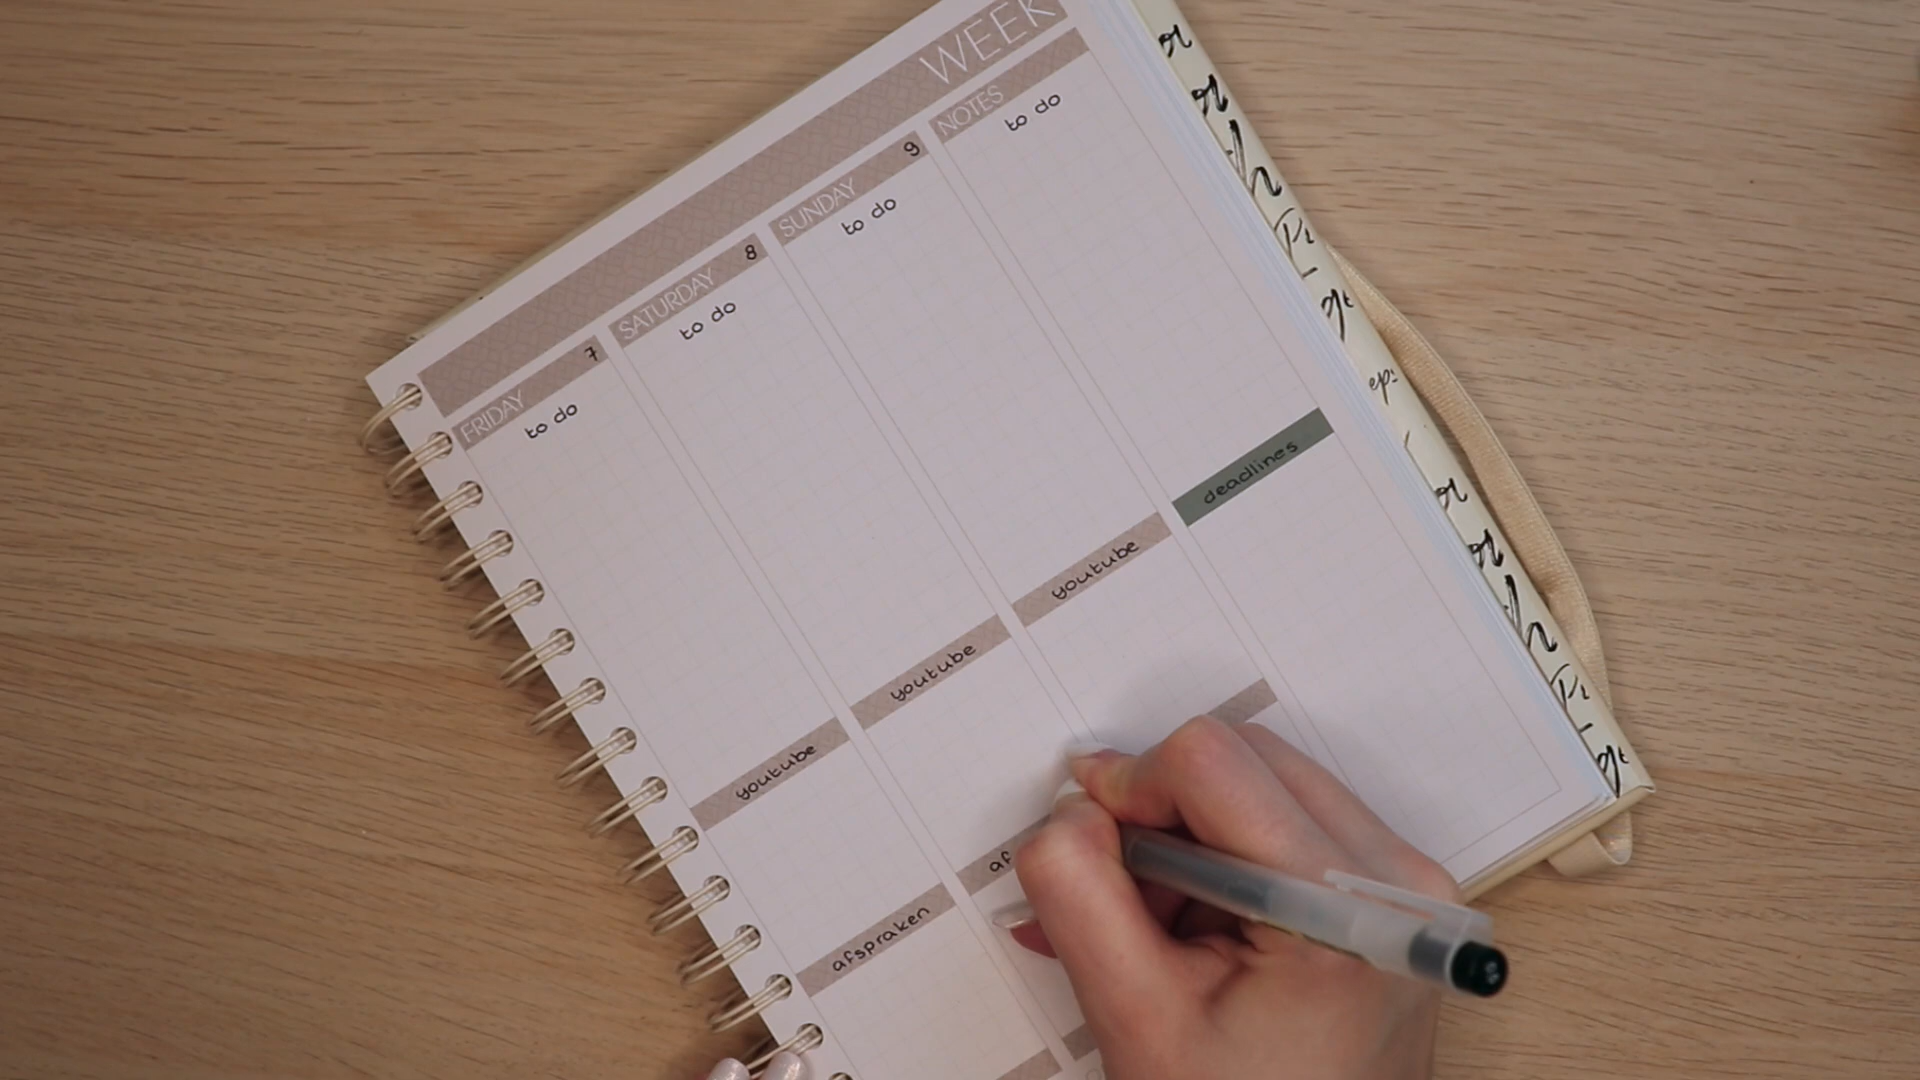 WEEK
FRIDAY 7
SATURDAY 8
SUNDAY 9
NOTES
to do
to do
to do
to do
youtube
youtube
youtube
deadlines
afspraken
af